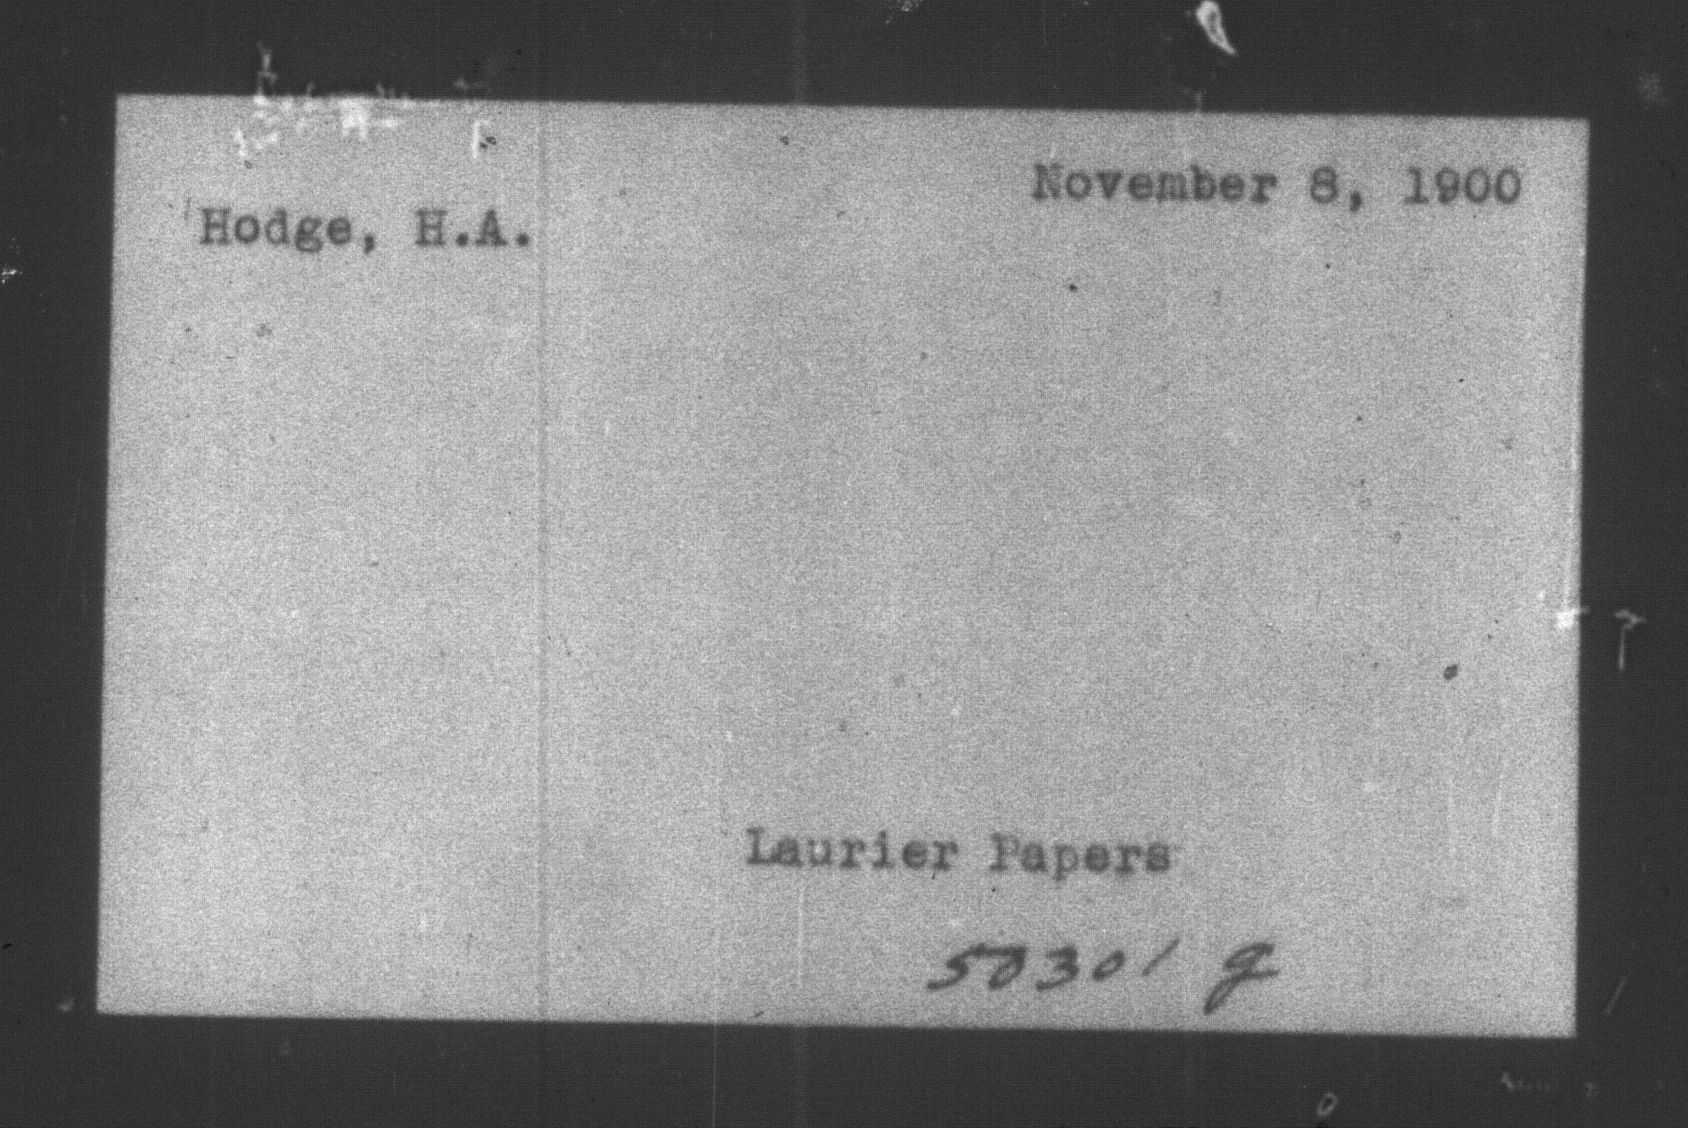 November 8, 1900
Hodge, H.A.
Laurier Papers
50301 g